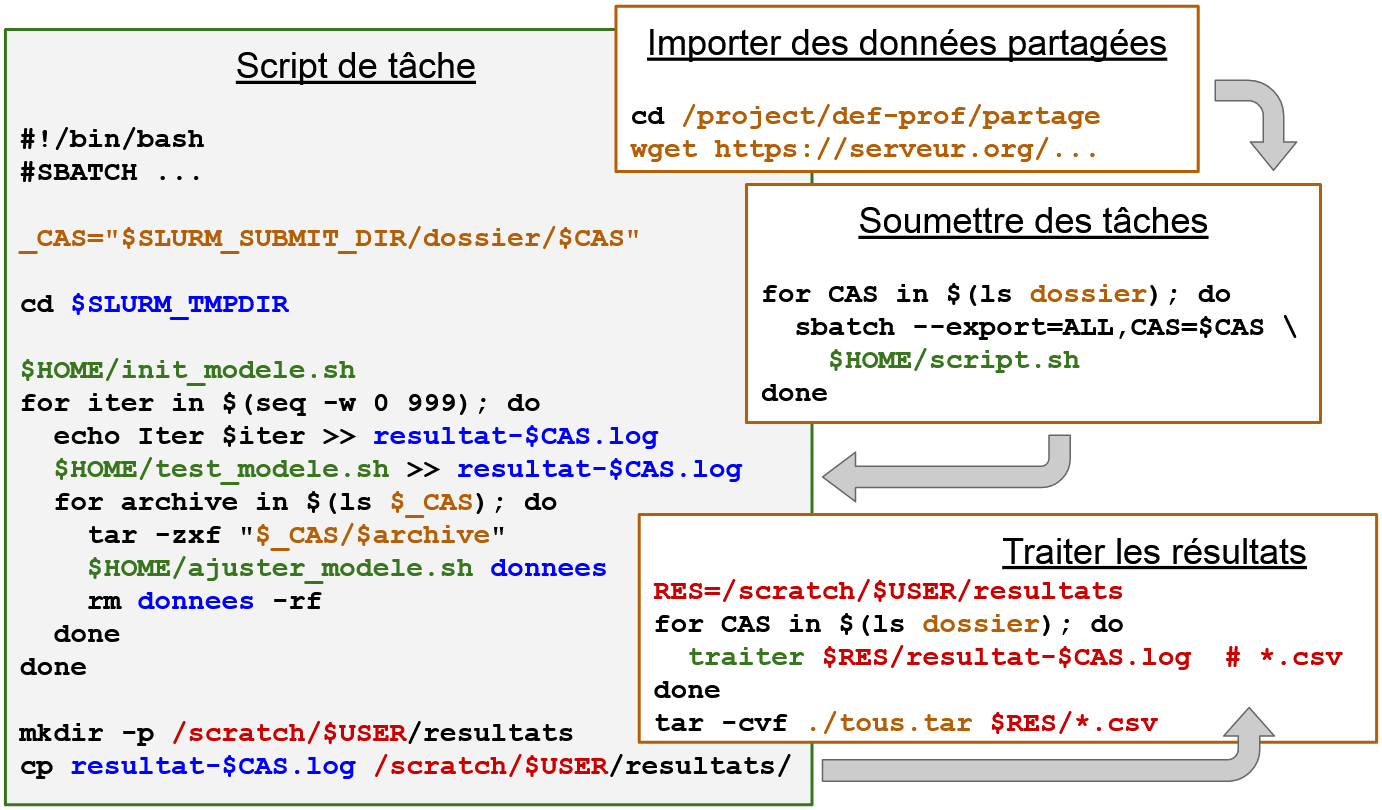 Script de tâche
#!/bin/bash
#SBATCH ...
_CAS="$SLURM_SUBMIT_DIR/dossier/$CAS"
cd $SLURM_TMPDIR
$HOME/init_modele.sh
for iter in $(seq -w 0 999); do
  echo Iter $iter >> resultat-$CAS.log
  $HOME/test_modele.sh >> resultat-$CAS.log
  for archive in $(ls $_CAS); do
    tar -zxf "$_CAS/$archive"
    $HOME/ajuster_modele.sh donnees
    rm donnees -rf
  done
done
mkdir -p /scratch/$USER/resultats
cp resultat-$CAS.log /scratch/$USER/resultats/
Importer des données partagées
cd /project/def-prof/partage
wget https://serveur.org/...
Soumettre des tâches
for CAS in $(ls dossier); do
  sbatch --export=ALL,CAS=$CAS \
    $HOME/script.sh
done
Traiter les résultats
RES=/scratch/$USER/resultats
for CAS in $(ls dossier); do
  traiter $RES/resultat-$CAS.log  # *.csv
done
tar -cvf ./tous.tar $RES/*.csv